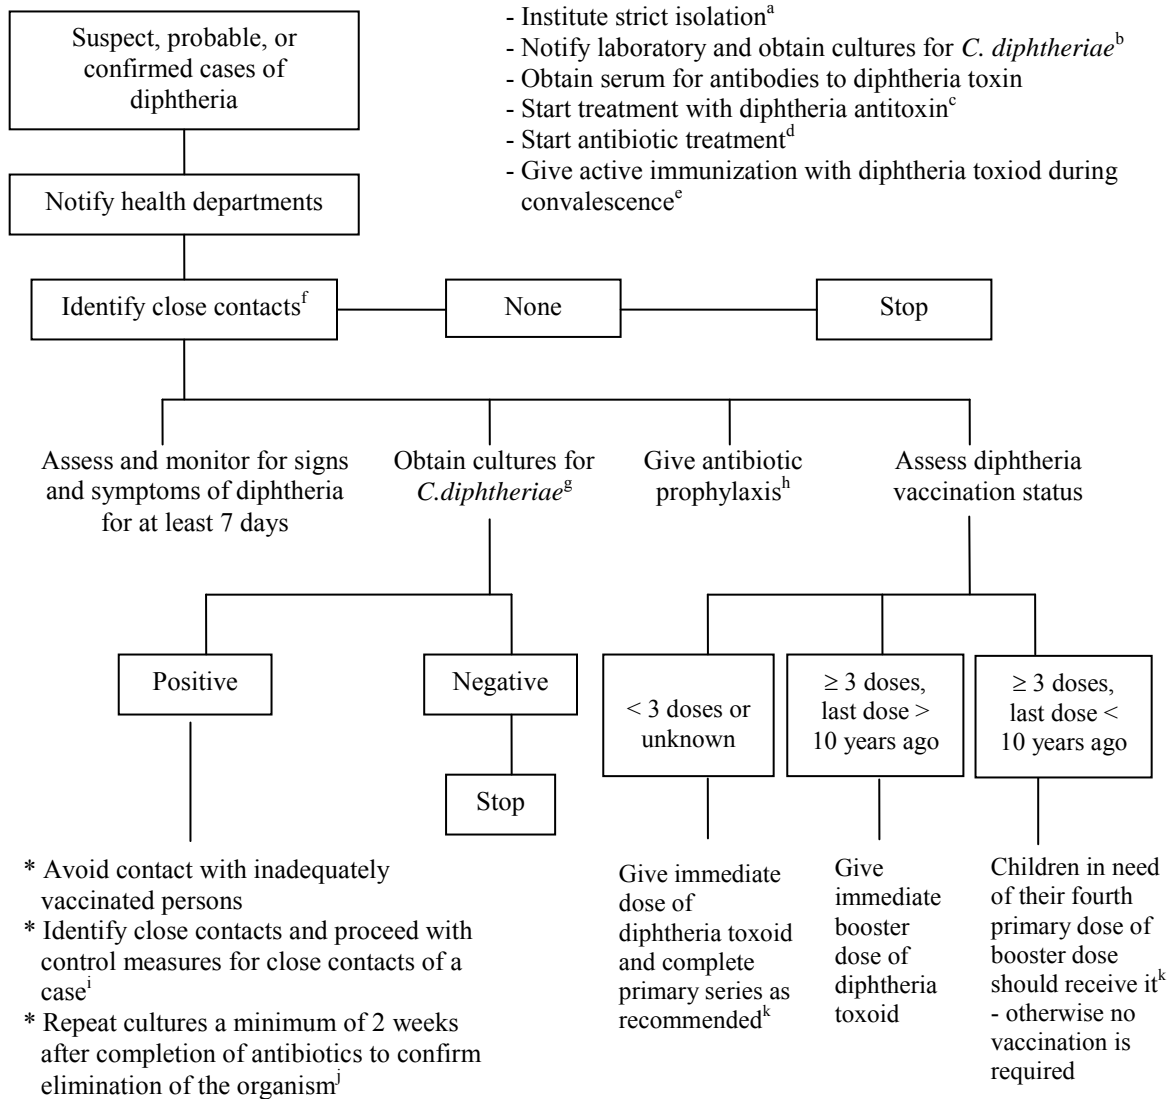 Suspect, probable, or
confirmed cases of
diphtheria
- Institute strict isolationᵃ
- Notify laboratory and obtain cultures for C. diphtheriaeᵇ
- Obtain serum for antibodies to diphtheria toxin
- Start treatment with diphtheria antitoxinᶜ
- Start antibiotic treatmentᵈ
- Give active immunization with diphtheria toxiod during
convalescenceᵉ
Notify health departments
Identify close contactsᶠ
None
Stop
Assess and monitor for signs
and symptoms of diphtheria
for at least 7 days
Obtain cultures for
C.diphtheriaeᵍ
Give antibiotic
prophylaxisʰ
Assess diphtheria
vaccination status
Positive
Negative
Stop
< 3 doses or
unknown
≥ 3 doses,
last dose >
10 years ago
≥ 3 doses,
last dose <
10 years ago
* Avoid contact with inadequately
vaccinated persons
* Identify close contacts and proceed with
control measures for close contacts of a
caseⁱ
* Repeat cultures a minimum of 2 weeks
after completion of antibiotics to confirm
elimination of the organismʲ
Give immediate
dose of
diphtheria toxoid
and complete
primary series as
recommendedᵏ
Give
immediate
booster
dose of
diphtheria
toxoid
Children in need
of their fourth
primary dose of
booster dose
should receive itᵏ
- otherwise no
vaccination is
required